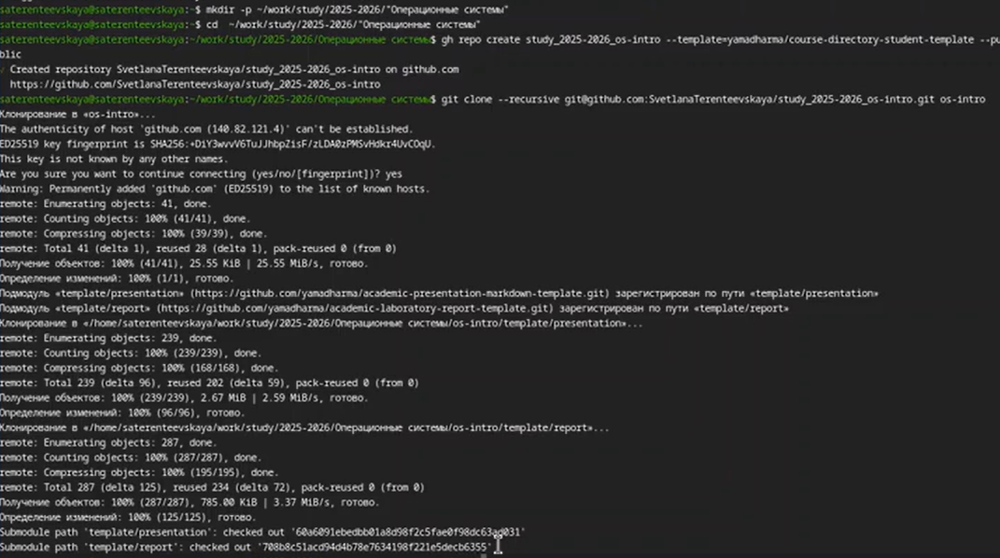 saterenteevskaya@saterenteevskaya:~$ mkdir -p ~/work/study/2025-2026/"Операционные системы"
saterenteevskaya@saterenteevskaya:~$ cd  ~/work/study/2025-2026/"Операционные системы"
saterenteevskaya@saterenteevskaya:~/work/study/2025-2026/Операционные системы$ gh repo create study_2025-2026_os-intro --template=yamadharma/course-directory-student-template --pu
blic
✓ Created repository SvetlanaTerenteevskaya/study_2025-2026_os-intro on github.com
  https://github.com/SvetlanaTerenteevskaya/study_2025-2026_os-intro
saterenteevskaya@saterenteevskaya:~/work/study/2025-2026/Операционные системы$ git clone --recursive git@github.com:SvetlanaTerenteevskaya/study_2025-2026_os-intro.git os-intro
Клонирование в «os-intro»...
The authenticity of host 'github.com (140.82.121.4)' can't be established.
ED25519 key fingerprint is SHA256:+DiY3wvvV6TuJJhbpZisF/zLDA0zPMSvHdkr4UvCOqU.
This key is not known by any other names.
Are you sure you want to continue connecting (yes/no/[fingerprint])? yes
Warning: Permanently added 'github.com' (ED25519) to the list of known hosts.
remote: Enumerating objects: 41, done.
remote: Counting objects: 100% (41/41), done.
remote: Compressing objects: 100% (39/39), done.
remote: Total 41 (delta 1), reused 28 (delta 1), pack-reused 0 (from 0)
Получение объектов: 100% (41/41), 25.55 KiB | 25.55 MiB/s, готово.
Определение изменений: 100% (1/1), готово.
Подмодуль «template/presentation» (https://github.com/yamadharma/academic-presentation-markdown-template.git) зарегистрирован по пути «template/presentation»
Подмодуль «template/report» (https://github.com/yamadharma/academic-laboratory-report-template.git) зарегистрирован по пути «template/report»
Клонирование в «/home/saterenteevskaya/work/study/2025-2026/Операционные системы/os-intro/template/presentation»...
remote: Enumerating objects: 239, done.
remote: Counting objects: 100% (239/239), done.
remote: Compressing objects: 100% (168/168), done.
remote: Total 239 (delta 96), reused 202 (delta 59), pack-reused 0 (from 0)
Получение объектов: 100% (239/239), 2.67 MiB | 2.59 MiB/s, готово.
Определение изменений: 100% (96/96), готово.
Клонирование в «/home/saterenteevskaya/work/study/2025-2026/Операционные системы/os-intro/template/report»...
remote: Enumerating objects: 287, done.
remote: Counting objects: 100% (287/287), done.
remote: Compressing objects: 100% (195/195), done.
remote: Total 287 (delta 125), reused 234 (delta 72), pack-reused 0 (from 0)
Получение объектов: 100% (287/287), 785.00 KiB | 3.37 MiB/s, готово.
Определение изменений: 100% (125/125), готово.
Submodule path 'template/presentation': checked out '60a6091ebedbb01a8d98f2c5fae0f98dc63ad031'
Submodule path 'template/report': checked out '708b8c51acd94d4b78e7634198f221e5decb6355'